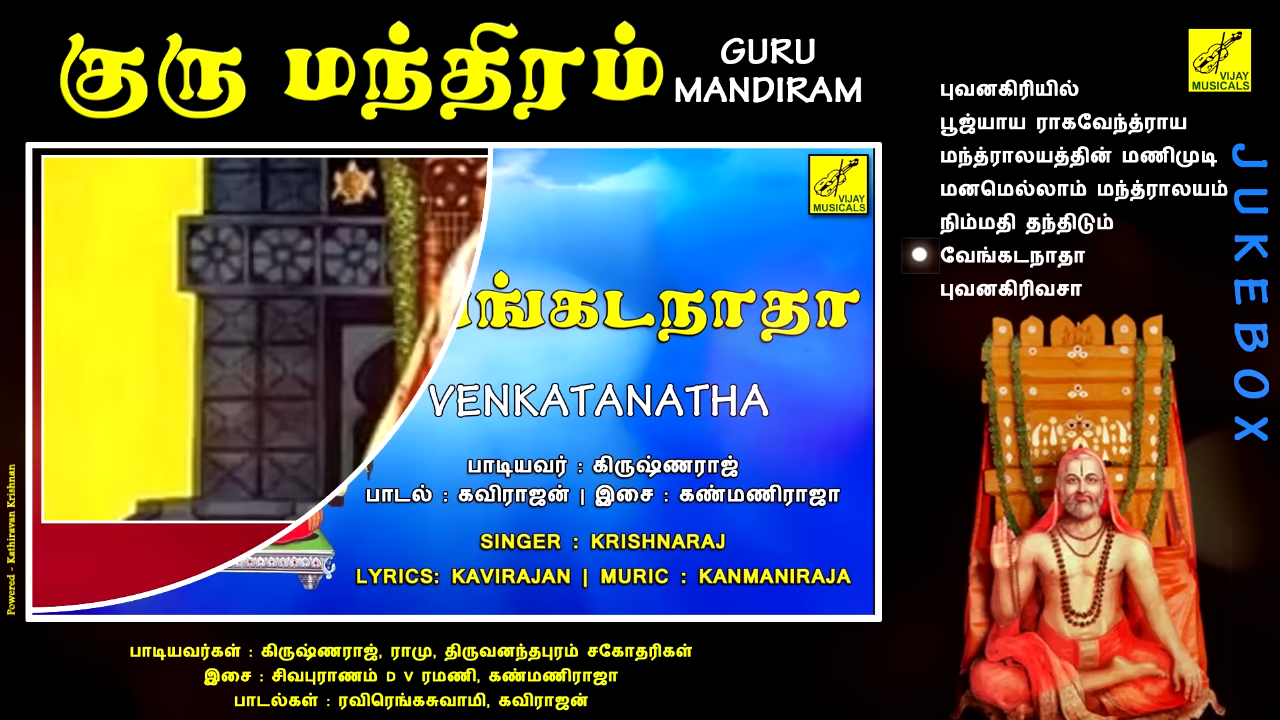 குரு மந்திரம்
GURU
MANDIRAM
VIJAY
MUSICALS
புவனகிரியில்
பூஜ்யாய ராகவேந்த்ராய
மந்த்ராலயத்தின் மணிமுடி
மனமெல்லாம் மந்த்ராலயம்
நிம்மதி தந்திடும்
வேங்கடநாதா
புவனகிரிவசா
JUKEBOX
VIJAY
MUSICALS
ங்கடநாதா
VENKATANATHA
பாடியவர் : கிருஷ்ணராஜ்
பாடல் : கவிராஜன் | இசை : கண்மணிராஜா
SINGER : KRISHNARAJ
LYRICS: KAVIRAJAN | MURIC : KANMANIRAJA
Powered - Kathiravan Krishnan
பாடியவர்கள் : கிருஷ்ணராஜ், ராமு, திருவனந்தபுரம் சகோதரிகள்
இசை : சிவபுராணம் D V ரமணி, கண்மணிராஜா
பாடல்கள் : ரவிரெங்கசுவாமி, கவிராஜன்